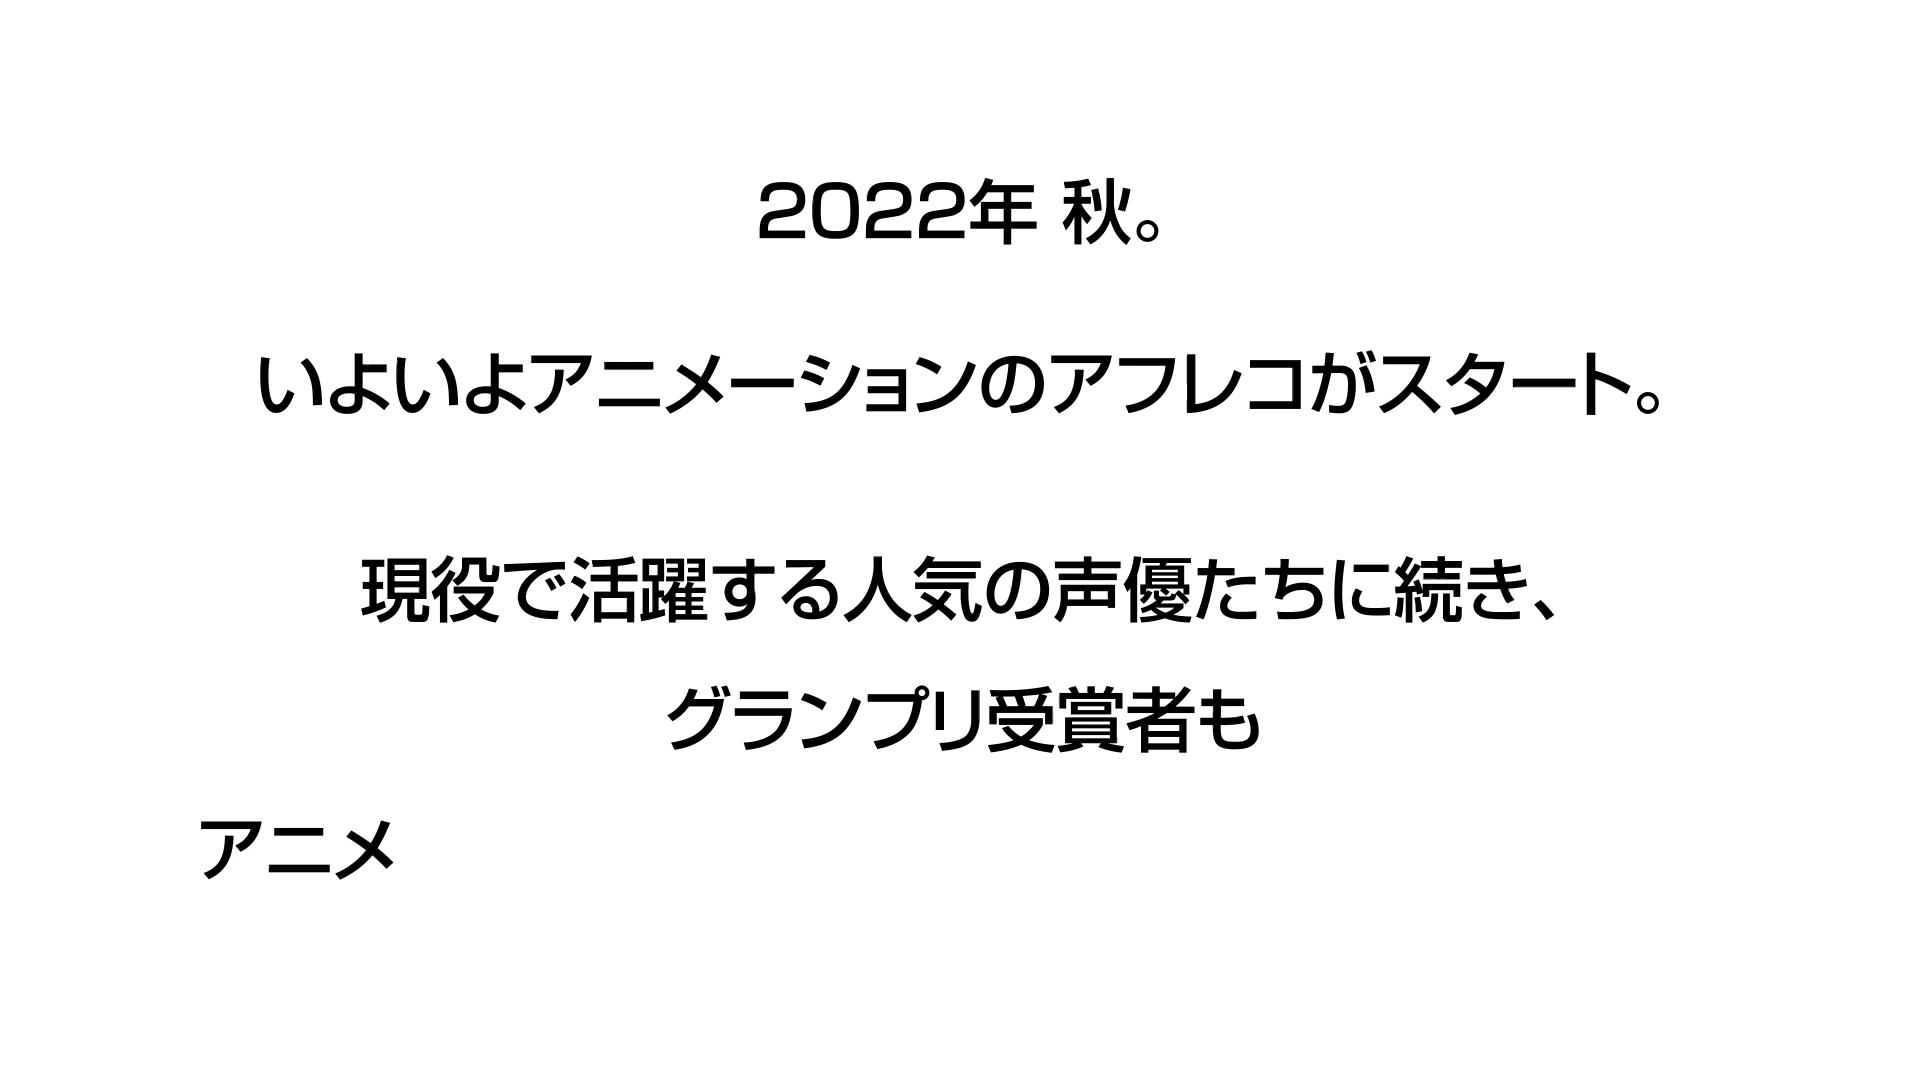 2022年 秋。
いよいよアニメーションのアフレコがスタート。
現役で活躍する人気の声優たちに続き、
グランプリ受賞者も
アニメ